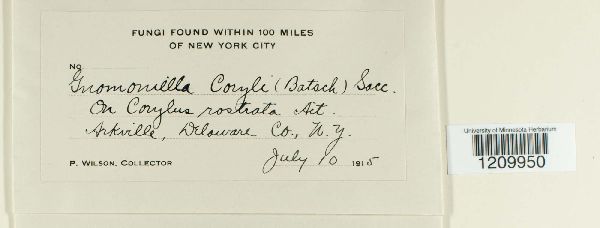 FUNGI FOUND WITHIN 100 MILES
OF NEW YORK CITY
No
Gnomoniella Coryli (Batsch) Sacc.
On Corylus rostrata Ait.
Arkville, Delaware Co., N.Y.
P. WILSON, COLLECTOR July 10 1915
University of Minnesota Herbarium
1209950